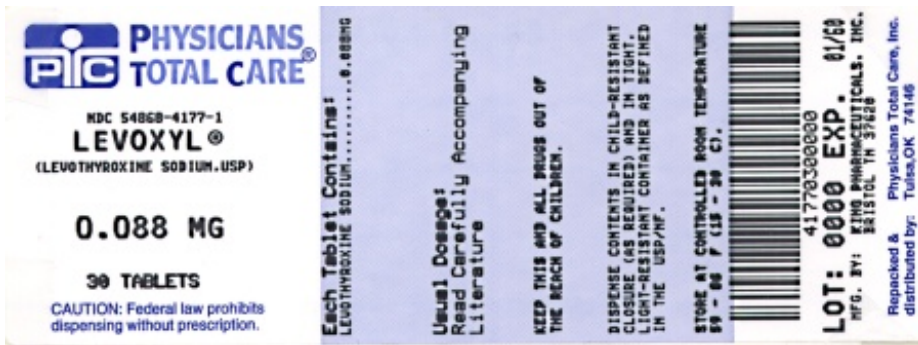 PTC PHYSICIANS
TOTAL CARE®
NDC 54868-4177-1
LEVOXYL®
(LEVOTHYROXINE SODIUM.USP)
0.088 MG
30 TABLETS
CAUTION: Federal law prohibits
dispensing without prescription.
Each Tablet Contains:
LEVOTHYROXINE SODIUM..........0.088MG
Usual Dosage:
Read Carefully Accompanying
Literature
KEEP THIS AND ALL DRUGS OUT OF
THE REACH OF CHILDREN.
DISPENSE CONTENTS IN CHILD-RESISTANT
CLOSURE (AS REQUIRED) AND IN TIGHT.
LIGHT-RESISTANT CONTAINER AS DEFINED
IN THE USP/NF.
STORE AT CONTROLLED ROOM TEMPERATURE
59 - 86 F (15 - 30 C).
41770300000
LOT: 0000 EXP. 01/60
MFG. BY: KING PHARMACEUTICALS. INC.
BRISTOL TN 37620
Repacked & Physicians Total Care, Inc.
distributed by: Tulsa,OK 74146